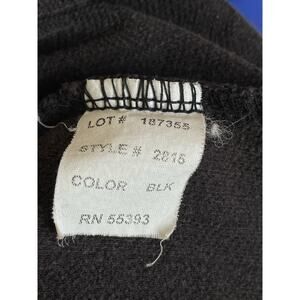 LOT # 187355
STYLE # 2815
COLOR BLK
RN 55393